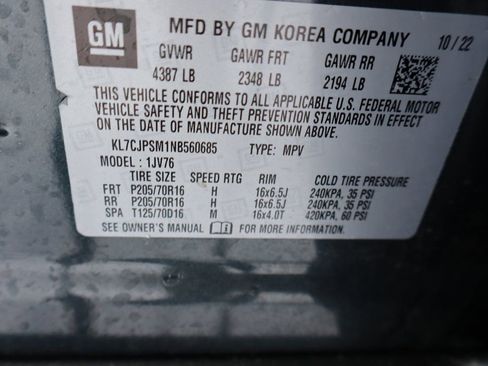 GM
MFD BY GM KOREA COMPANY 10/22
GVWR GAWR FRT GAWR RR
4387 LB 2348 LB 2194 LB
THIS VEHICLE CONFORMS TO ALL APPLICABLE U.S. FEDERAL MOTOR
VEHICLE SAFETY AND THEFT PREVENTION STANDARDS IN EFFECT ON
THE DATE OF MANUFACTURE SHOWN ABOVE.
KL7CJPSM1NB560685 TYPE: MPV
MODEL: 1JV76
TIRE SIZE SPEED RTG RIM COLD TIRE PRESSURE
FRT P205/70R16 H 16x6.5J 240KPA, 35 PSI
RR P205/70R16 H 16x6.5J 240KPA, 35 PSI
SPA T125/70D16 M 16x4.0T 420KPA, 60 PSI
SEE OWNER'S MANUAL FOR MORE INFORMATION.